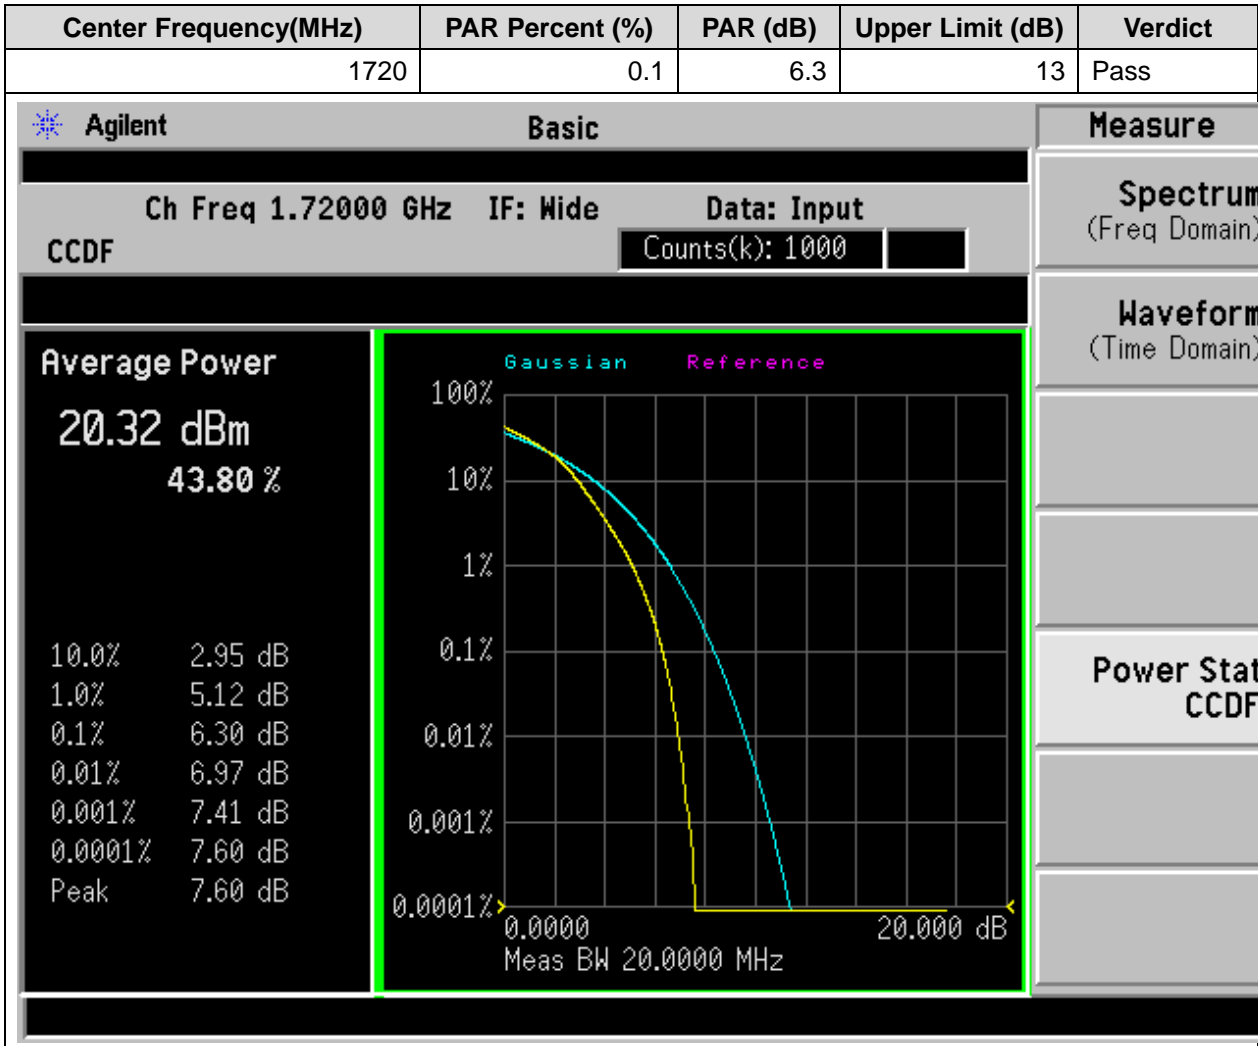 Center Frequency(MHz) PAR Percent (%) PAR (dB) Upper Limit (dB) Verdict
1720 0.1 6.3 13 Pass
Agilent Basic Measure
Ch Freq 1.72000 GHz IF: Wide Data: Input
CCDF Counts(k): 1000
Spectrum
(Freq Domain)
Waveform
(Time Domain)
Power Stat
CCDF
Average Power
20.32 dBm
43.80 %
10.0% 2.95 dB
1.0% 5.12 dB
0.1% 6.30 dB
0.01% 6.97 dB
0.001% 7.41 dB
0.0001% 7.60 dB
Peak 7.60 dB
Gaussian Reference
100%
10%
1%
0.1%
0.01%
0.001%
0.0001%
0.0000 20.000 dB
Meas BW 20.0000 MHz